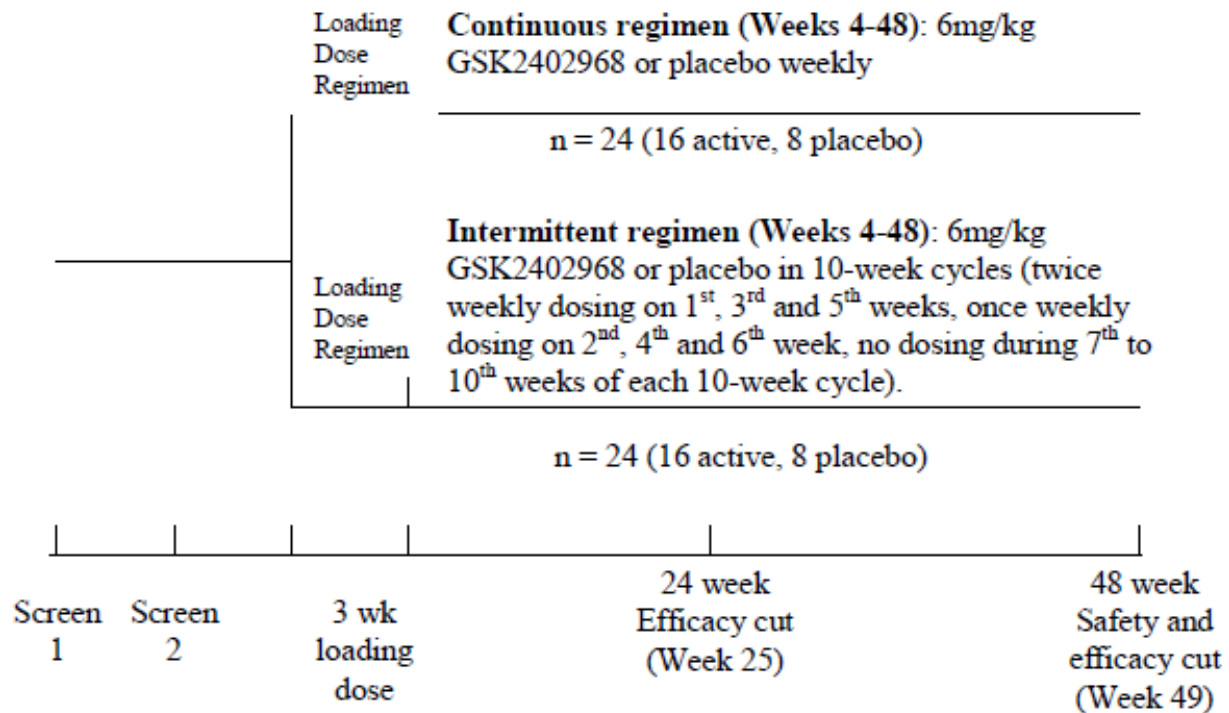 Loading
Dose
Regimen
Continuous regimen (Weeks 4-48): 6mg/kg
GSK2402968 or placebo weekly
n = 24 (16 active, 8 placebo)
Loading
Dose
Regimen
Intermittent regimen (Weeks 4-48): 6mg/kg
GSK2402968 or placebo in 10-week cycles (twice
weekly dosing on 1st, 3rd and 5th weeks, once weekly
dosing on 2nd, 4th and 6th week, no dosing during 7th to
10th weeks of each 10-week cycle).
n = 24 (16 active, 8 placebo)
Screen
1
Screen
2
3 wk
loading
dose
24 week
Efficacy cut
(Week 25)
48 week
Safety and
efficacy cut
(Week 49)